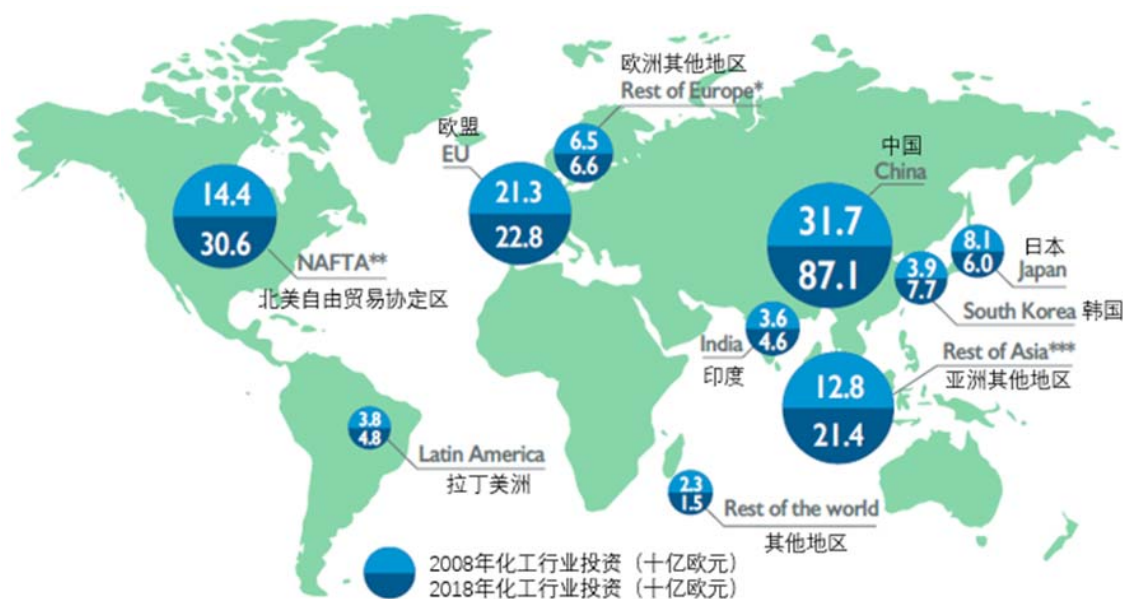 欧洲其他地区
Rest of Europe*
6.5
6.6
欧盟
EU
21.3
22.8
中国
China
31.7
87.1
14.4
30.6
NAFTA**
北美自由贸易协定区
8.1
6.0
日本
Japan
3.9
7.7
South Korea 韩国
3.6
4.6
India
印度
Rest of Asia***
亚洲其他地区
12.8
21.4
3.8
4.8
Latin America
拉丁美洲
2.3
1.5
Rest of the world
其他地区
2008年化工行业投资（十亿欧元）
2018年化工行业投资（十亿欧元）